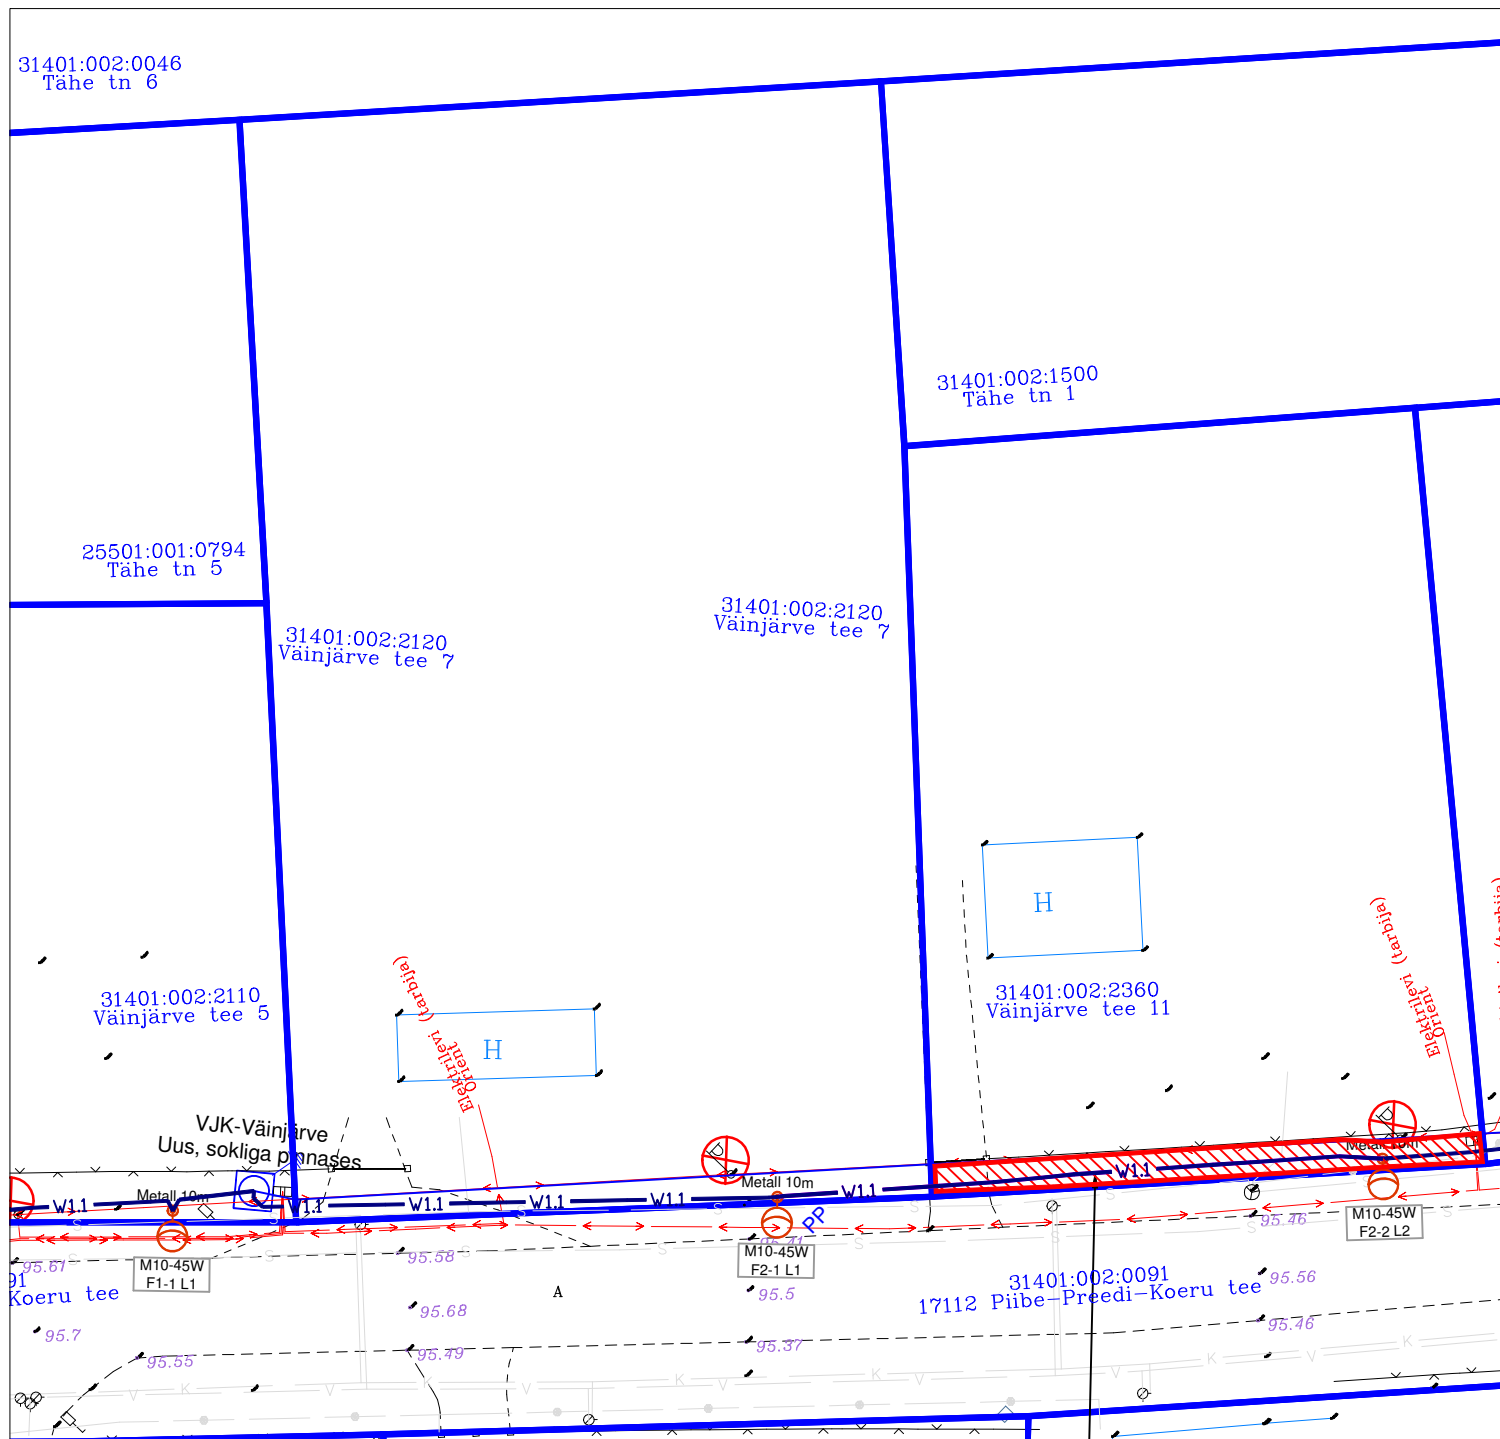 31401:002:0046
Tähe tn 6
31401:002:1500
Tähe tn 1
25501:001:0794
Tähe tn 5
31401:002:2120
Väinjärve tee 7
31401:002:2120
Väinjärve tee 7
H
H
31401:002:2110
Väinjärve tee 5
31401:002:2360
Väinjärve tee 11
Elektrilevi (tarbija)
Orient
Elektrilevi (tarbija)
Orient
VJK-Väinjärve
Uus, sokliga pinnases
Metall 10m
Metall 10m
Metall 10m
W1.1
W1.1
W1.1
W1.1
W1.1
W1.1
W1.1
PP
M10-45W
F1-1 L1
M10-45W
F2-1 L1
M10-45W
F2-2 L2
95.61
95.58
95.41
95.46
91
Koeru tee
A
31401:002:0091
17112 Piibe-Preedi-Koeru tee
95.68
95.5
95.56
95.7
95.55
95.49
95.37
95.46
S
S
S
S
S
S
S
S
S
S
S
S
S
S
V
K
V
K
V
K
V
V
K
V
K